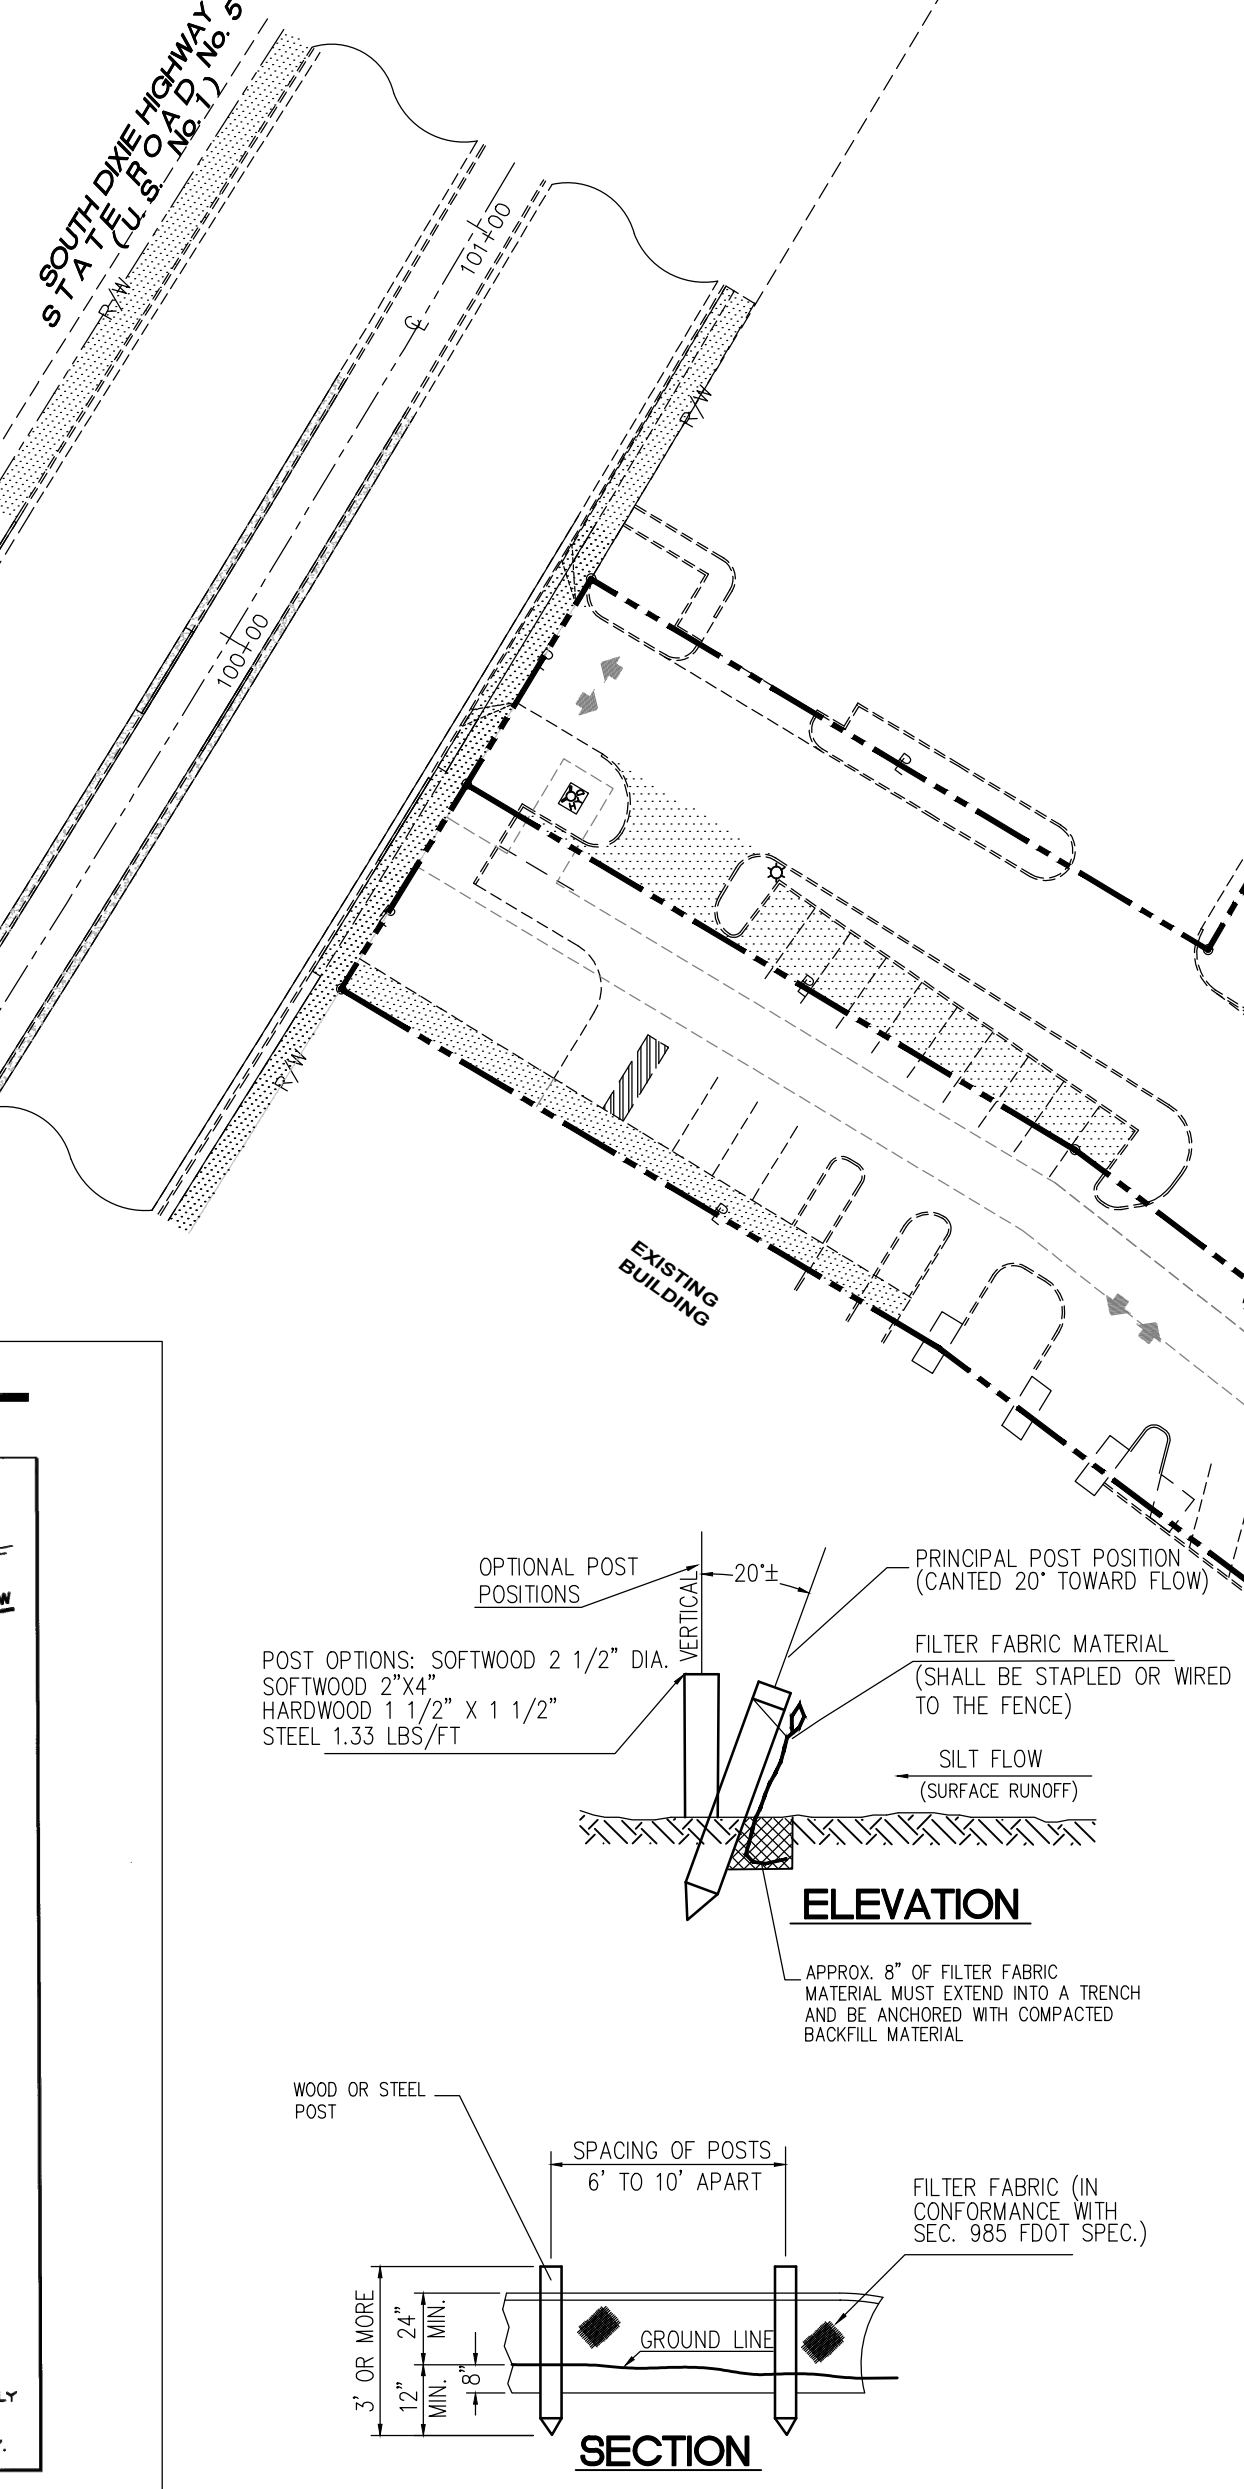 SOUTH DIXIE HIGHWAY
STATE ROAD No. 5
(U.S. No. 1)
R/W
101+00
℄
R/W
100+00
R/W
EXISTING
BUILDING
OPTIONAL POST
POSITIONS
VERTICAL
20°±
PRINCIPAL POST POSITION
(CANTED 20° TOWARD FLOW)
POST OPTIONS: SOFTWOOD 2 1/2" DIA.
SOFTWOOD 2"X4"
HARDWOOD 1 1/2" X 1 1/2"
STEEL 1.33 LBS/FT
FILTER FABRIC MATERIAL
(SHALL BE STAPLED OR WIRED
TO THE FENCE)
SILT FLOW
(SURFACE RUNOFF)
ELEVATION
APPROX. 8" OF FILTER FABRIC
MATERIAL MUST EXTEND INTO A TRENCH
AND BE ANCHORED WITH COMPACTED
BACKFILL MATERIAL
WOOD OR STEEL
POST
SPACING OF POSTS
6' TO 10' APART
FILTER FABRIC (IN
CONFORMANCE WITH
SEC. 985 FDOT SPEC.)
3' OR MORE
24"
MIN.
12"
MIN.
8"
GROUND LINE
SECTION